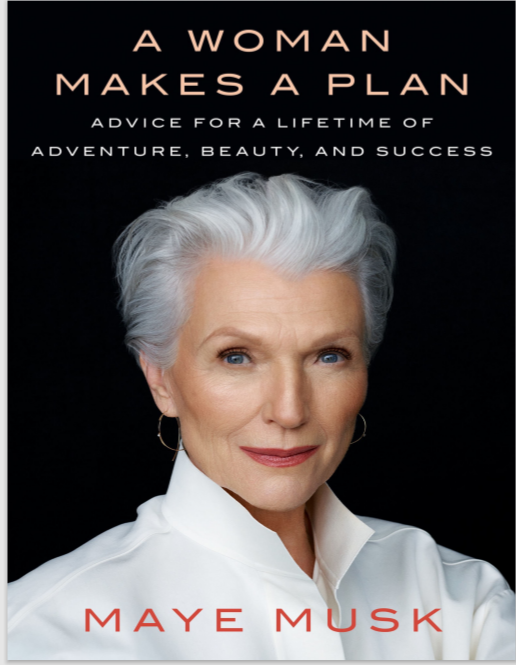 A WOMAN
MAKES A PLAN
ADVICE FOR A LIFETIME OF
ADVENTURE, BEAUTY, AND SUCCESS
MAYE MUSK